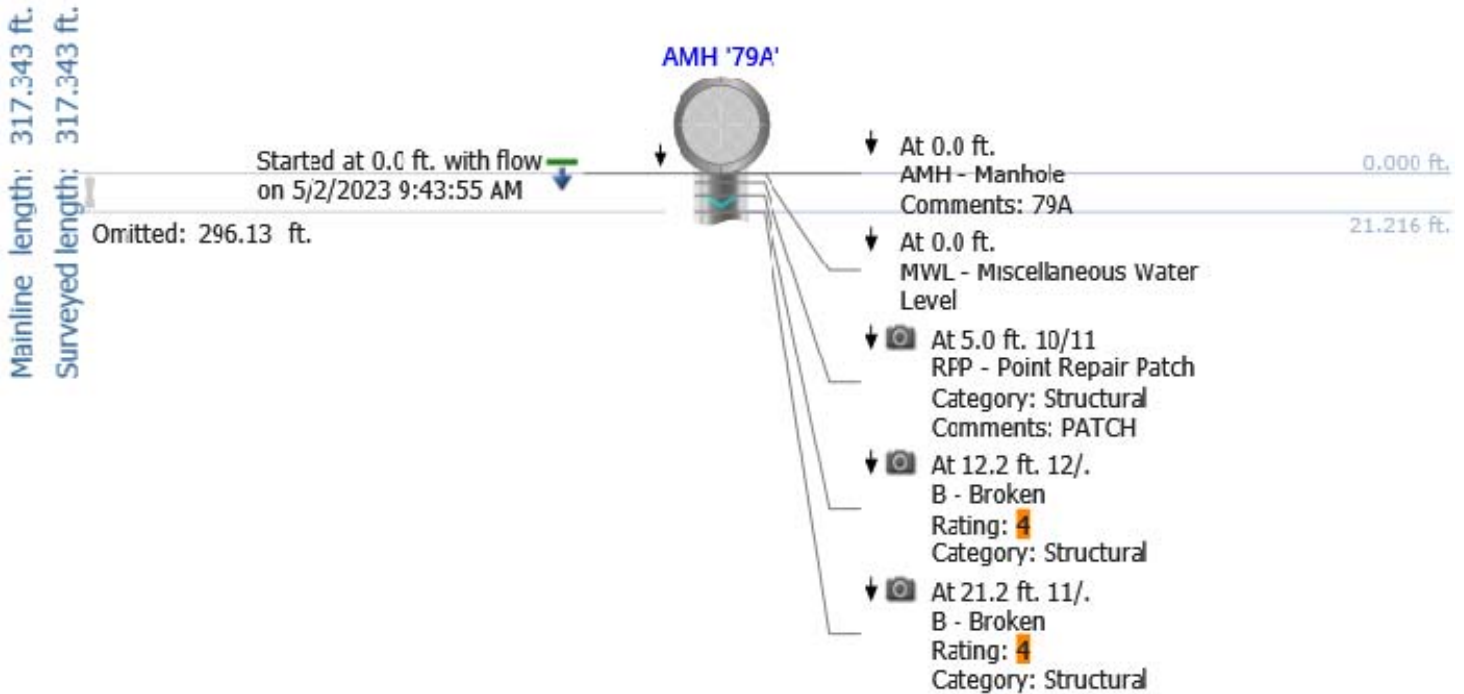 Mainline length: 317.343 ft.
Surveyed length: 317.343 ft.
AMH '79A'
Started at 0.0 ft. with flow
on 5/2/2023 9:43:55 AM
Omitted: 296.13 ft.
0.000 ft.
21.216 ft.
At 0.0 ft.
AMH - Manhole
Comments: 79A
At 0.0 ft.
MWL - Miscellaneous Water
Level
At 5.0 ft. 10/11
RPP - Point Repair Patch
Category: Structural
Comments: PATCH
At 12.2 ft. 12/.
B - Broken
Rating: 4
Category: Structural
At 21.2 ft. 11/.
B - Broken
Rating: 4
Category: Structural